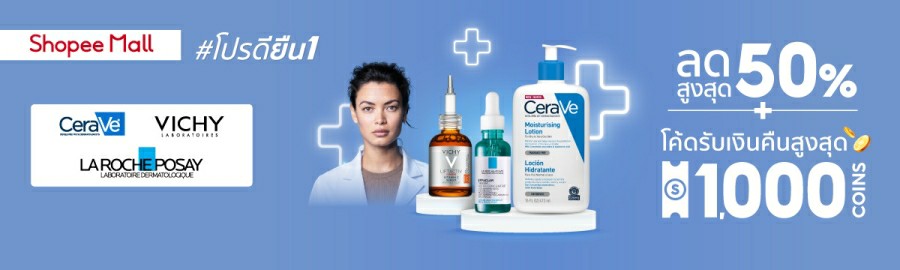 Shopee Mall
#โปรดียืน1
CeraVe
VICHY
LABORATOIRES
LA ROCHE POSAY
LABORATOIRE DERMATOLOGIQUE
VICHY
CeraVe
Moisturising
Lotion
Loción
Hidratante
ลด
สูงสุด
50%
+
โค้ดรับเงินคืนสูงสุด
1,000
COINS